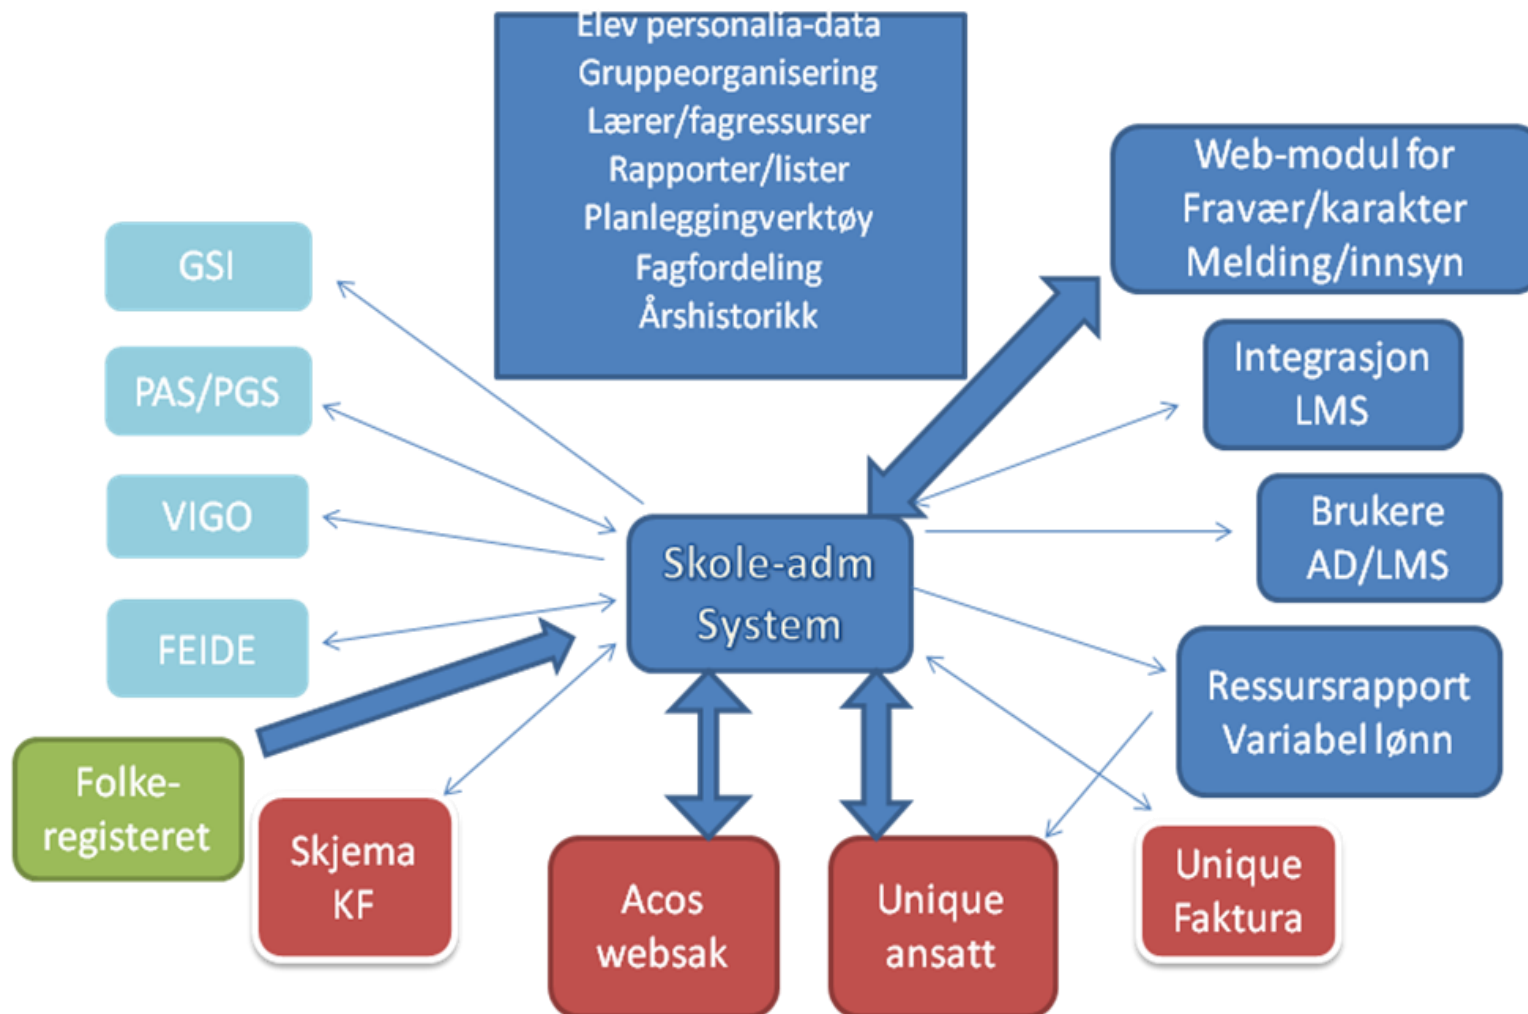 Elev personalia-data
Gruppeorganisering
Lærer/fagressurser
Rapporter/lister
Planleggingverktøy
Fagfordeling
Årshistorikk
Web-modul for
Fravær/karakter
Melding/innsyn
GSI
PAS/PGS
VIGO
FEIDE
Integrasjon
LMS
Brukere
AD/LMS
Skole-adm
System
Ressursrapport
Variabel lønn
Folke-
registeret
Skjema
KF
Acos
websak
Unique
ansatt
Unique
Faktura